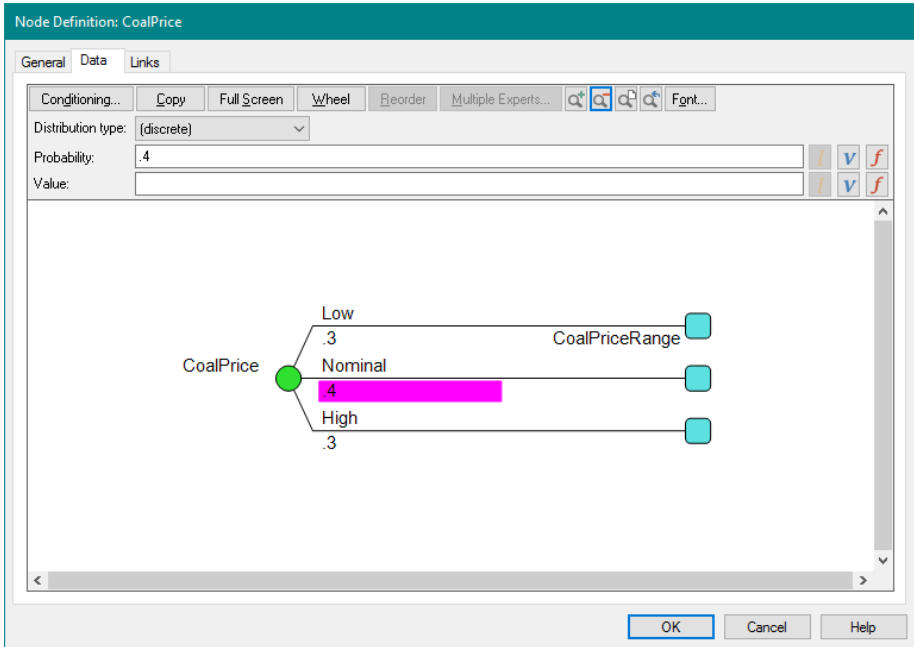 Node Definition: CoalPrice
General Data Links
Conditioning... Copy Full Screen Wheel Reorder Multiple Experts... Font...
Distribution type: (discrete)
Probability: .4 V f
Value: V f
Low
.3 CoalPriceRange
CoalPrice Nominal
.4
High
.3
OK Cancel Help